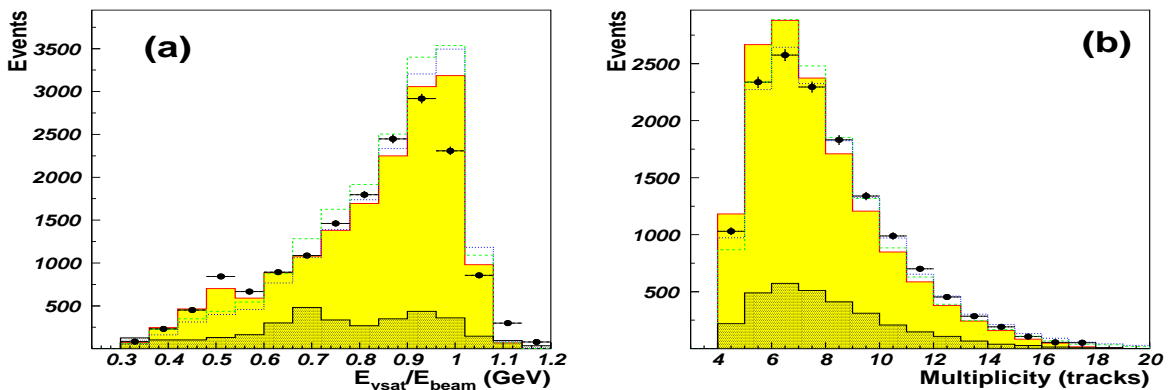 Events
3500
3000
2500
2000
1500
1000
500
(a)
0.3 0.4 0.5 0.6 0.7 0.8 0.9 1 1.1 1.2
E_vsat/E_beam (GeV)
Events
2500
2000
1500
1000
500
(b)
4 6 8 10 12 14 16 18 20
Multiplicity (tracks)